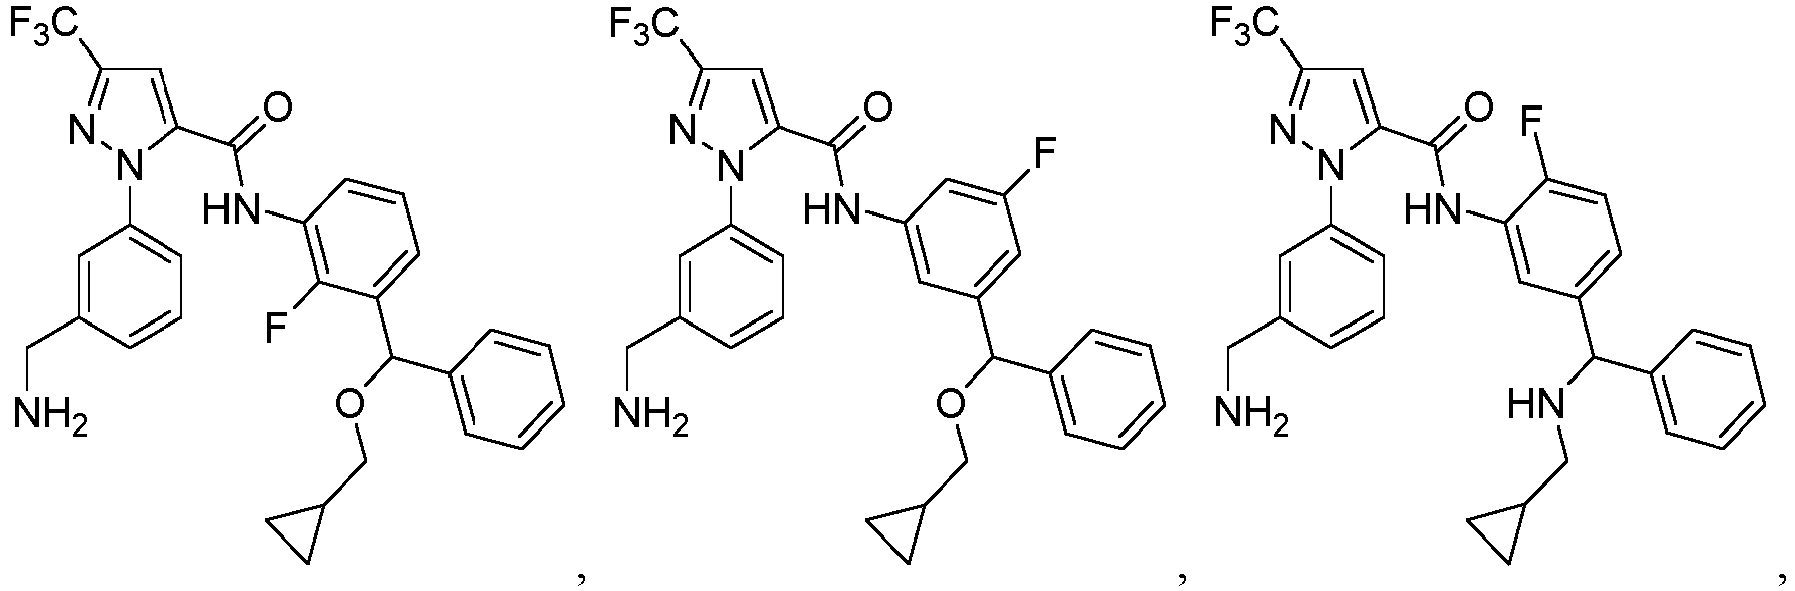 F3C F3C F3C
O O O F
F
N N N
N N N
HN HN HN
F
NH2 O NH2 O NH2 HN
, , ,